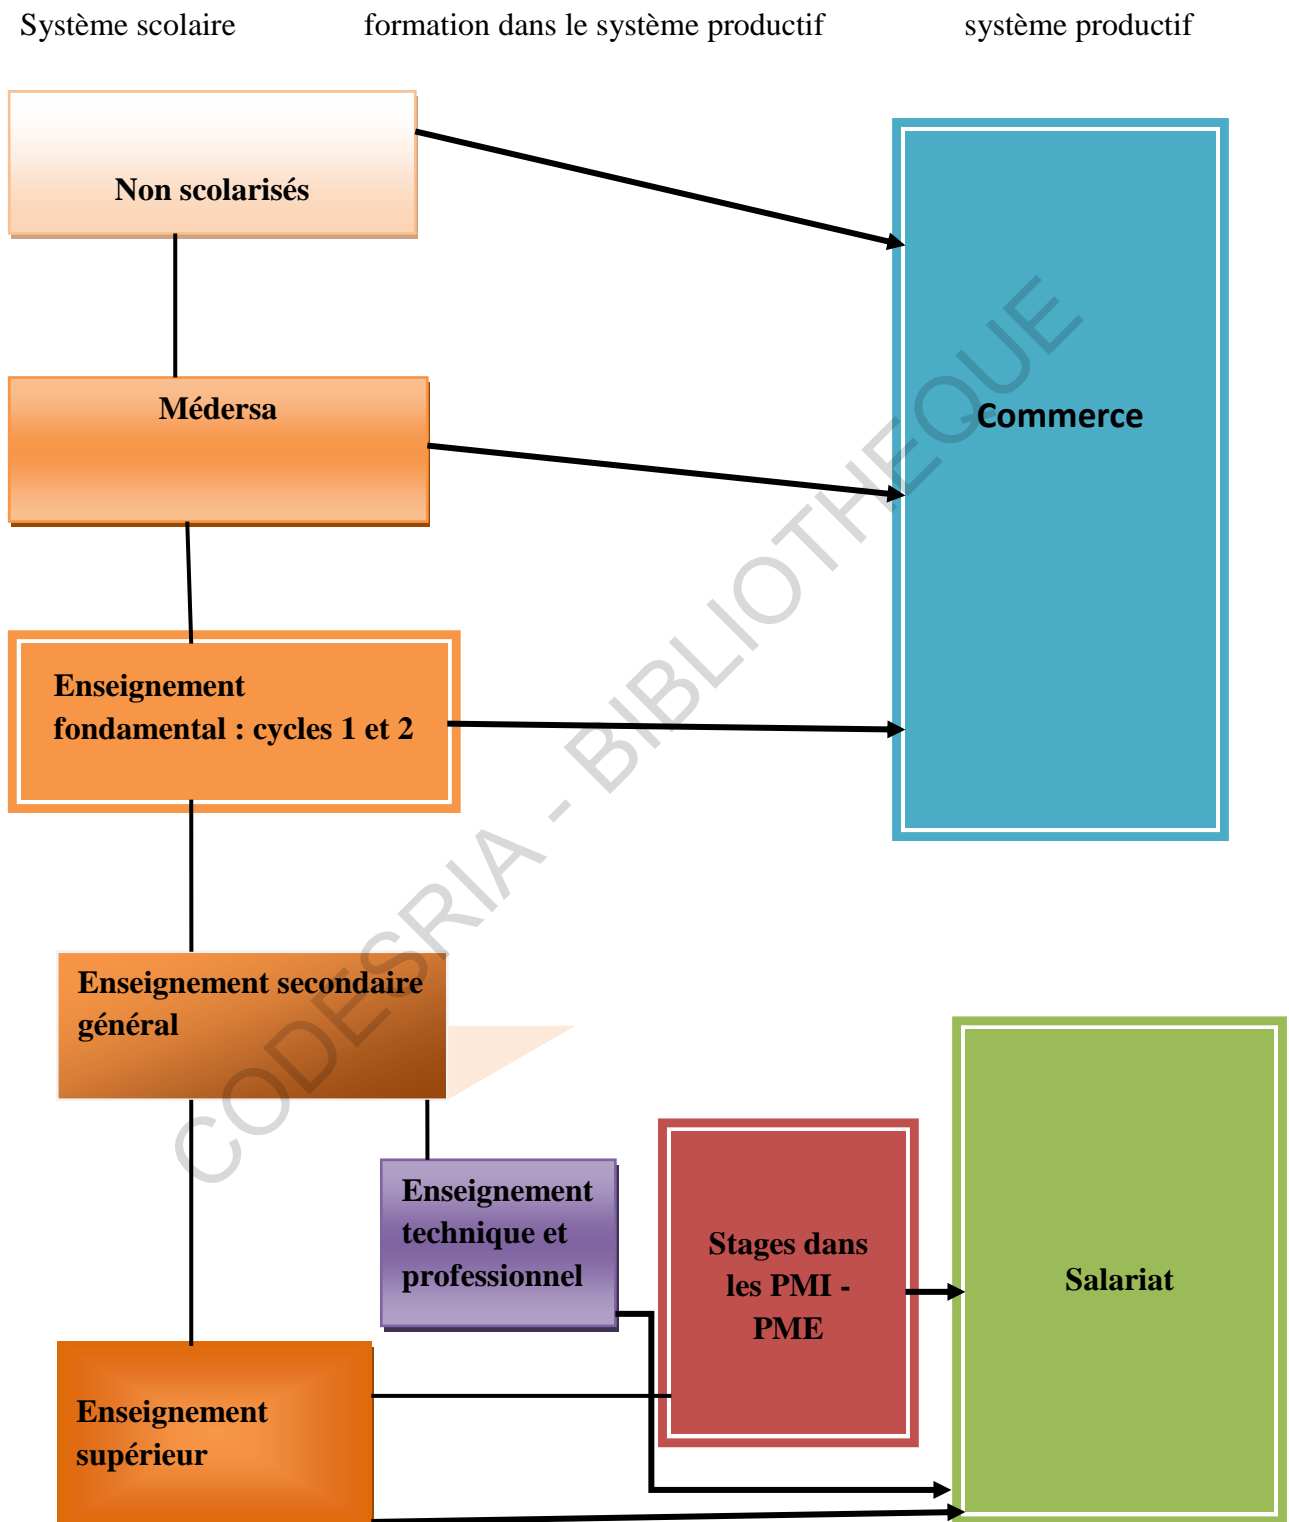 Système scolaire formation dans le système productif système productif
Non scolarisés
Médersa
Commerce
Enseignement
fondamental : cycles 1 et 2
Enseignement secondaire
général
Enseignement
technique et
professionnel
Stages dans
les PMI -
PME
Salariat
Enseignement
supérieur
CODESRIA - BIBLIOTHEQUE